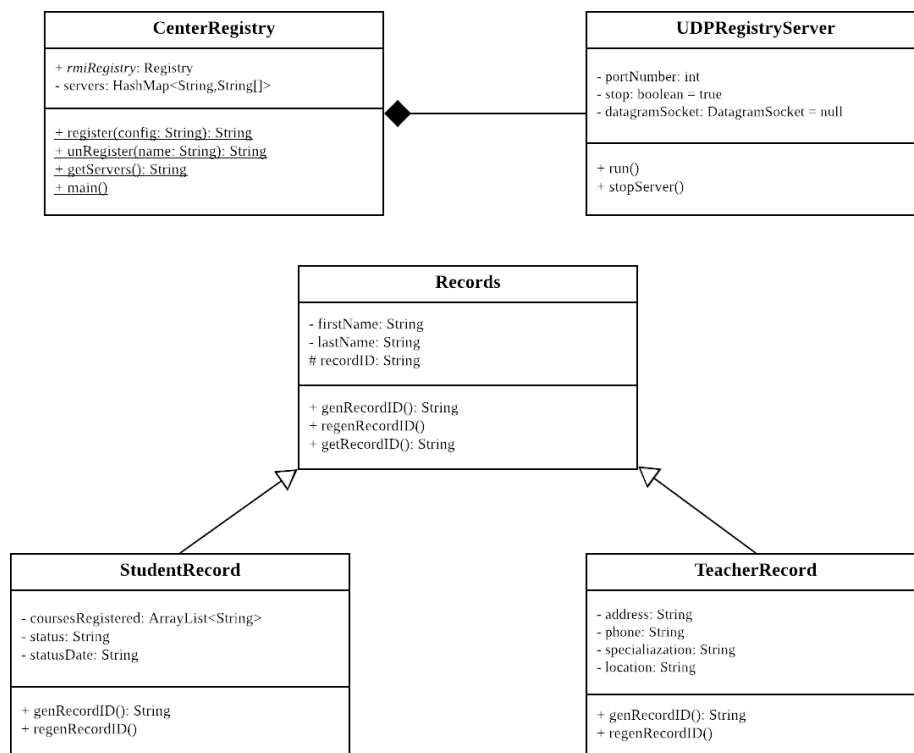 CenterRegistry
+ rmiRegistry: Registry
- servers: HashMap<String,String[]>
+ register(config: String): String
+ unRegister(name: String): String
+ getServers(): String
+ main()
UDPRegistryServer
- portNumber: int
- stop: boolean = true
- datagramSocket: DatagramSocket = null
+ run()
+ stopServer()
Records
- firstName: String
- lastName: String
# recordID: String
+ genRecordID(): String
+ regenRecordID()
+ getRecordID(): String
StudentRecord
- coursesRegistered: ArrayList<String>
- status: String
- statusDate: String
+ genRecordID(): String
+ regenRecordID()
TeacherRecord
- address: String
- phone: String
- specialiazation: String
- location: String
+ genRecordID(): String
+ regenRecordID()